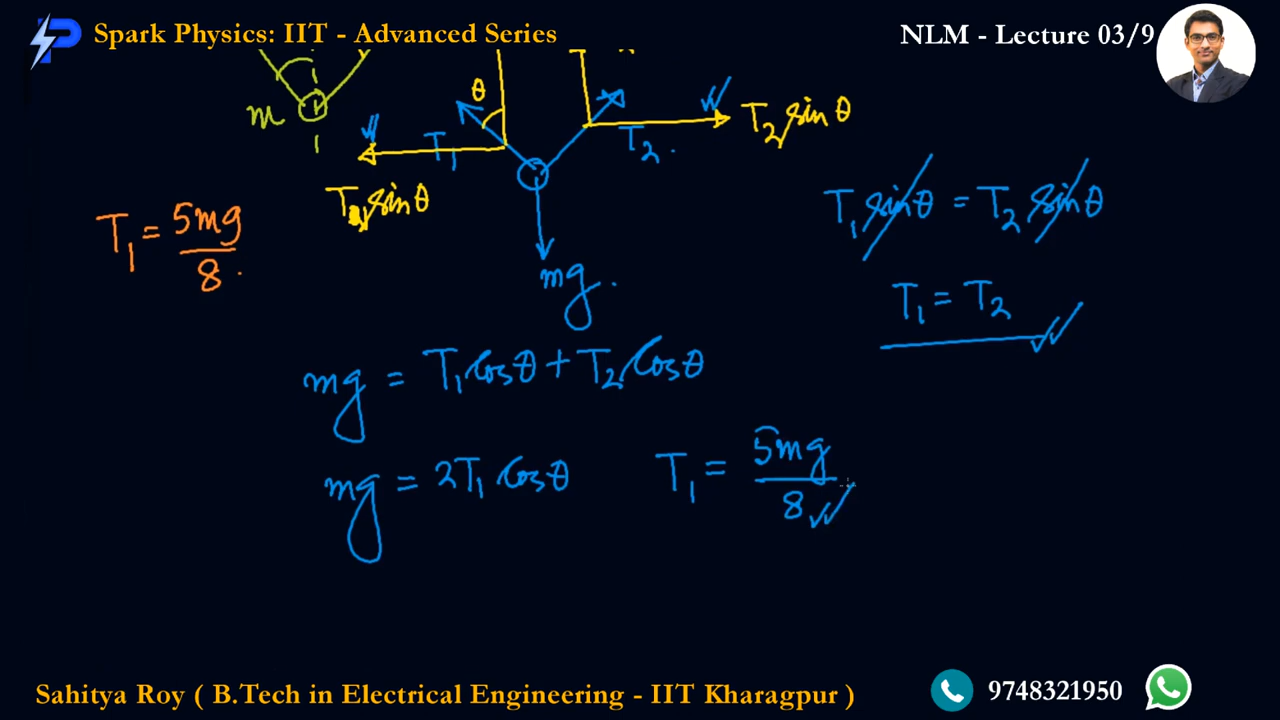 Spark Physics: IIT - Advanced Series
NLM - Lecture 03/9
m
θ
T₁
T₂ .
T₂ sin θ
T₁ sin θ
T₁ = 5mg / 8 .
mg .
T₁ sin θ = T₂ sin θ
T₁ = T₂
mg = T₁ Cos θ + T₂ Cos θ
mg = 2T₁ Cos θ
T₁ = 5mg / 8
Sahitya Roy ( B.Tech in Electrical Engineering - IIT Kharagpur )
9748321950